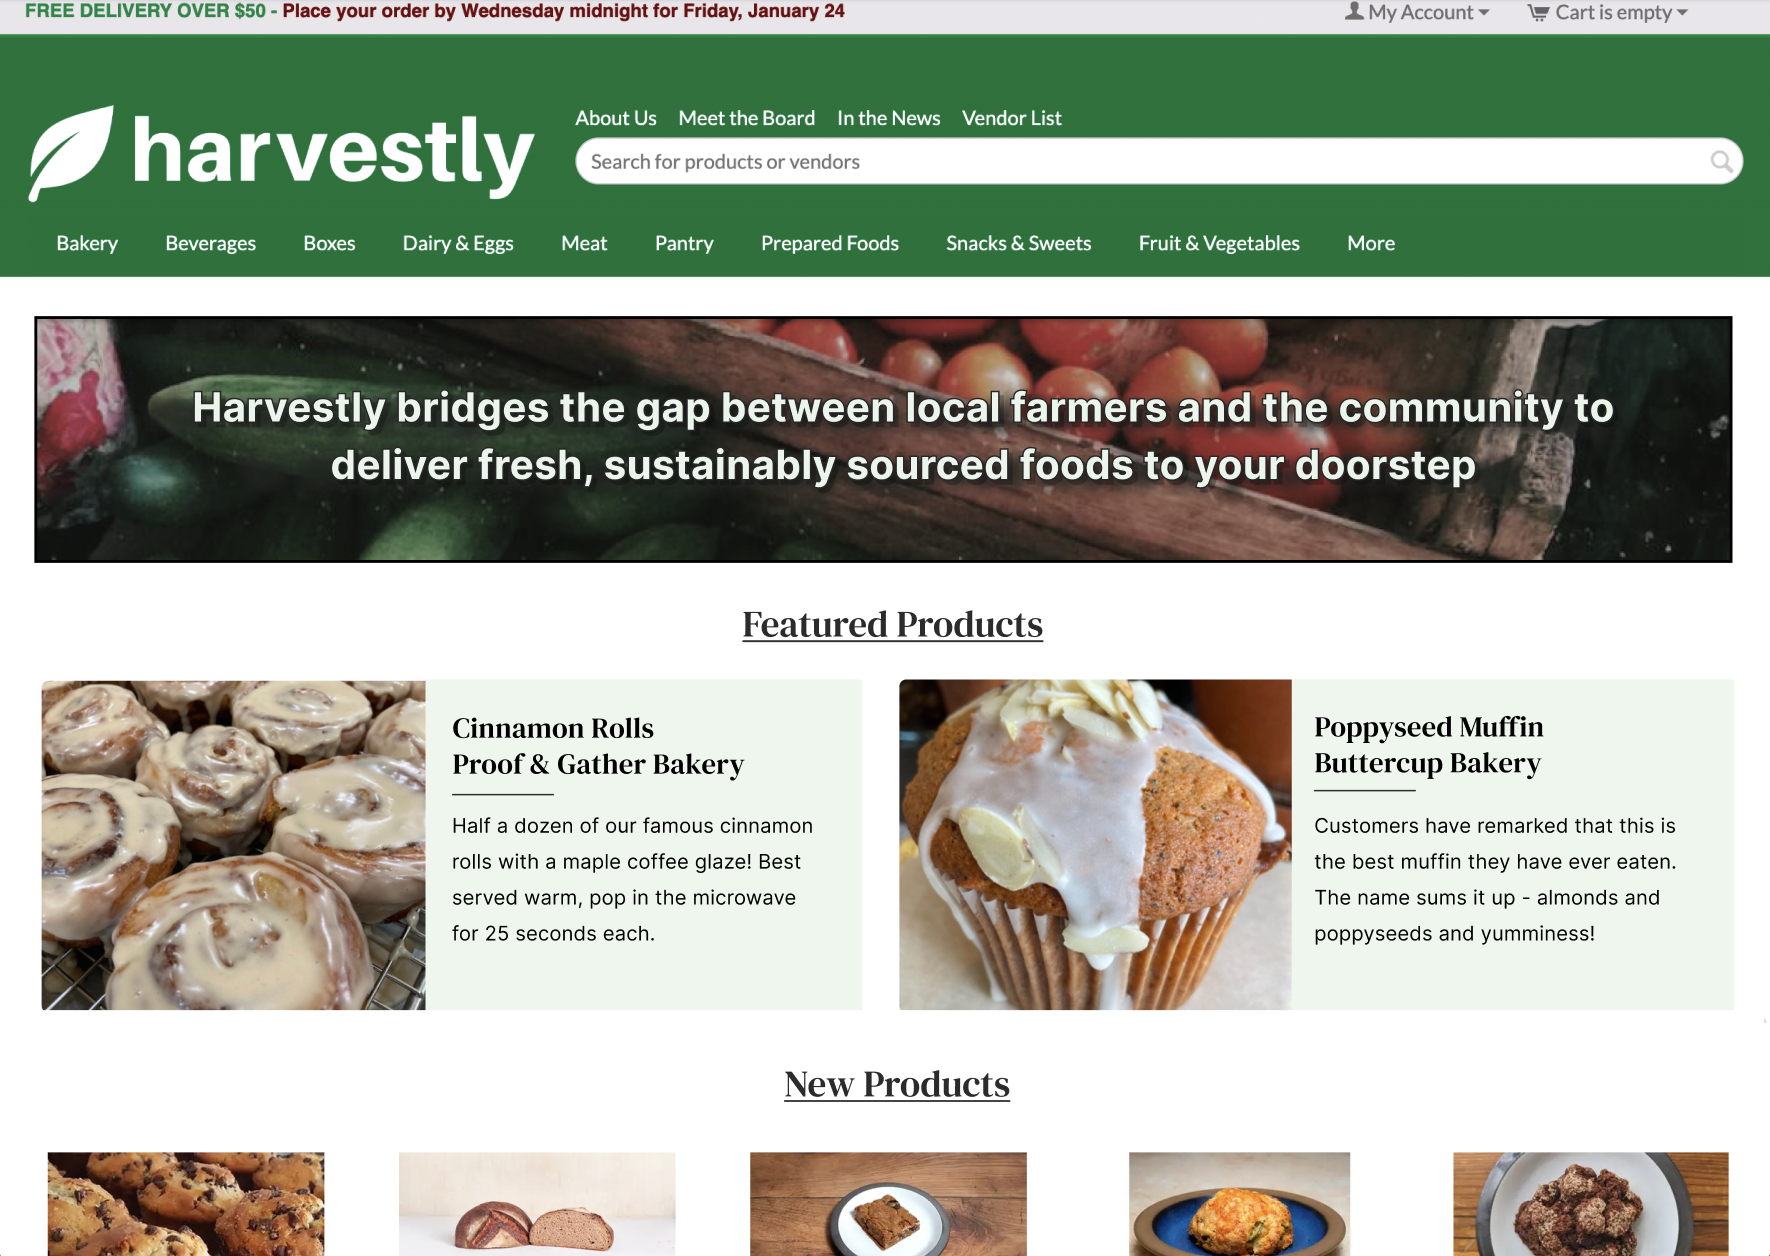 FREE DELIVERY OVER $50 - Place your order by Wednesday midnight for Friday, January 24
My Account
Cart is empty
harvestly
About Us
Meet the Board
In the News
Vendor List
Search for products or vendors
Bakery
Beverages
Boxes
Dairy & Eggs
Meat
Pantry
Prepared Foods
Snacks & Sweets
Fruit & Vegetables
More
Harvestly bridges the gap between local farmers and the community to
deliver fresh, sustainably sourced foods to your doorstep
Featured Products
Cinnamon Rolls
Proof & Gather Bakery
Half a dozen of our famous cinnamon
rolls with a maple coffee glaze! Best
served warm, pop in the microwave
for 25 seconds each.
Poppyseed Muffin
Buttercup Bakery
Customers have remarked that this is
the best muffin they have ever eaten.
The name sums it up - almonds and
poppyseeds and yumminess!
New Products